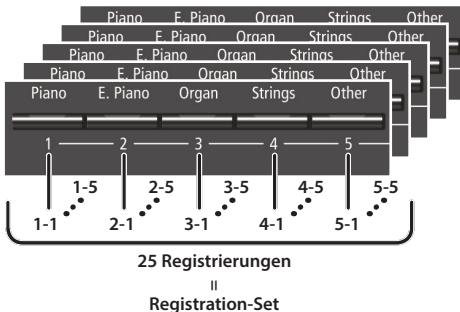 Piano E. Piano Organ Strings Other
Piano E. Piano Organ Strings Other
Piano E. Piano Organ Strings Other
Piano E. Piano Organ Strings Other
Piano E. Piano Organ Strings Other
1 2 3 4 5
1-5 2-5 3-5 4-5 5-5
1-1 2-1 3-1 4-1 5-1
25 Registrierungen
=
Registration-Set